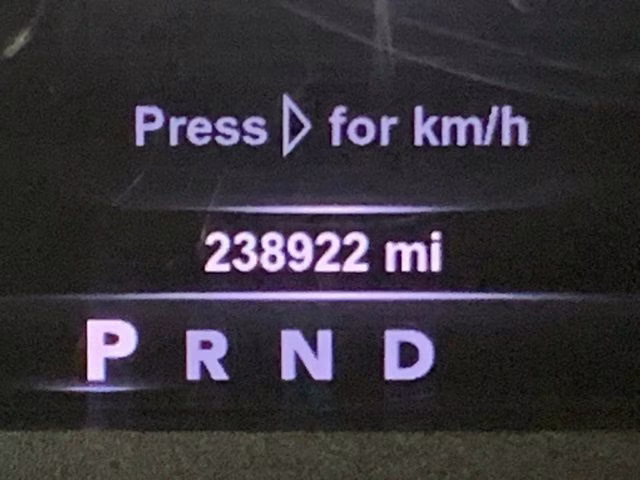 Press ▷ for km/h
238922 mi
P R N D